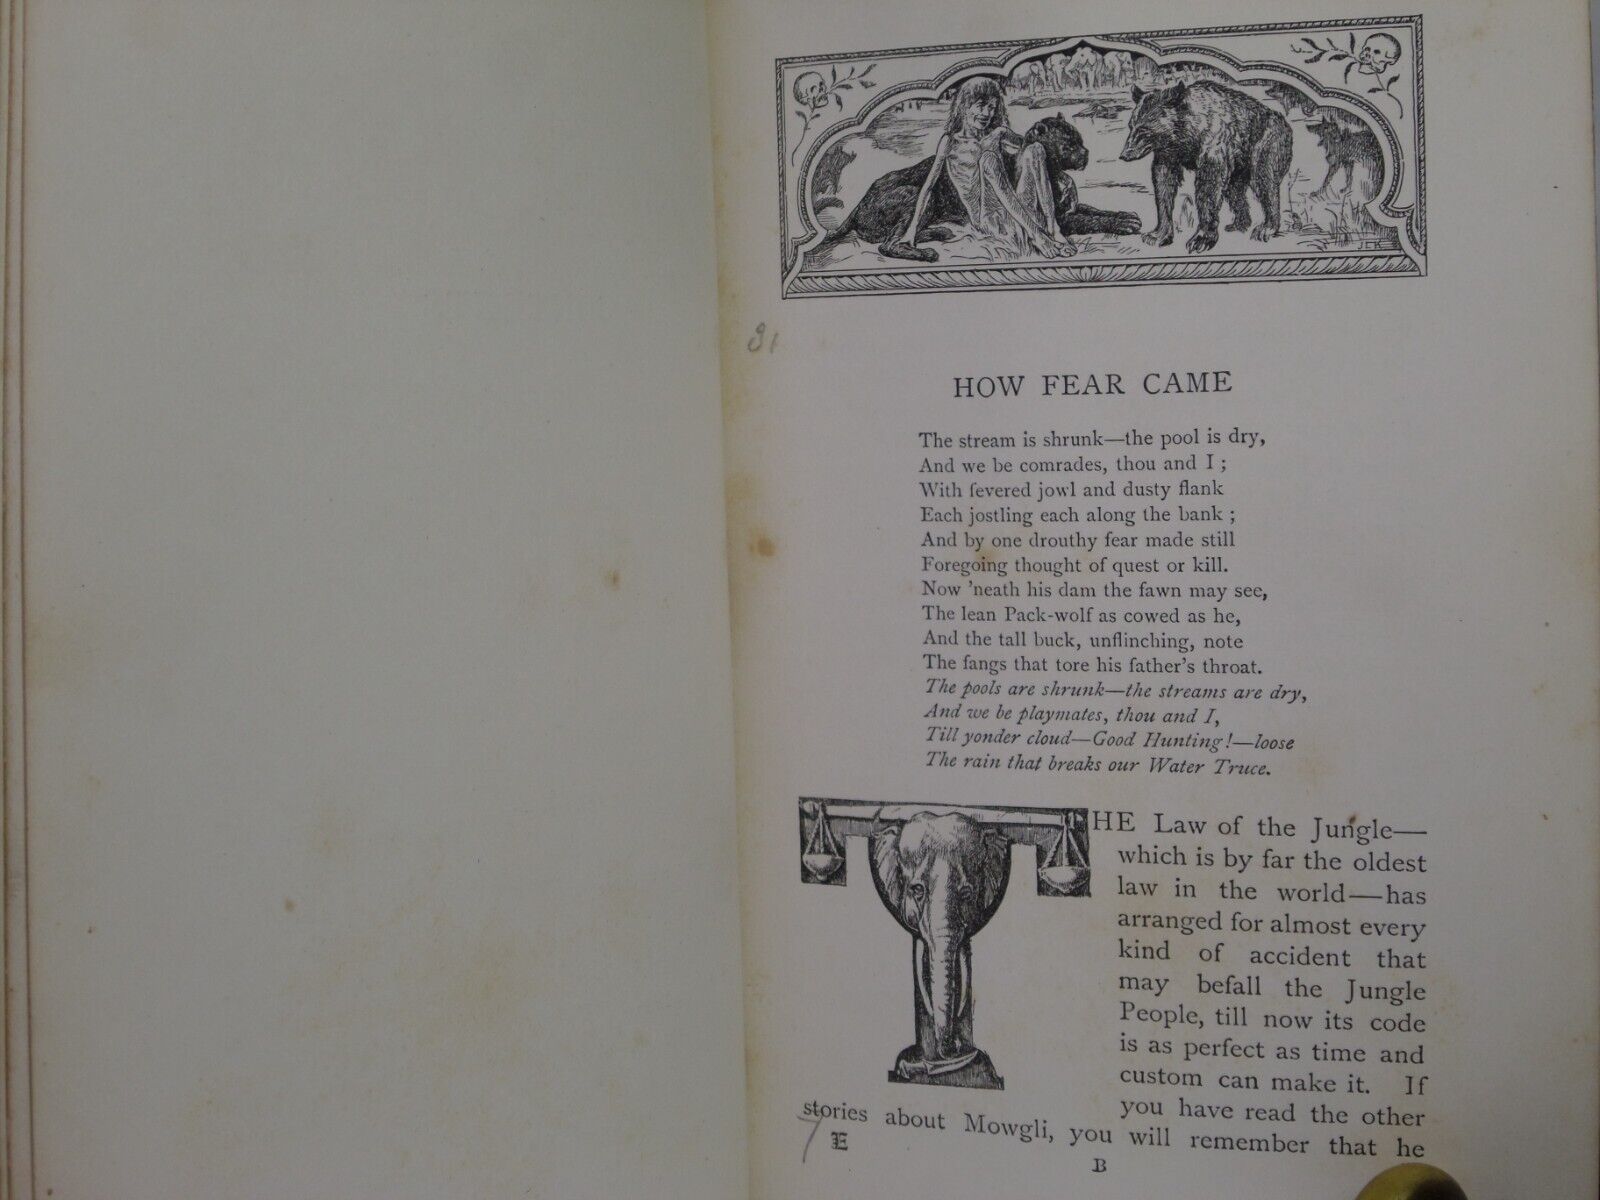 J.L.K.
31
HOW FEAR CAME
The stream is shrunk—the pool is dry,
And we be comrades, thou and I ;
With fevered jowl and dusty flank
Each jostling each along the bank ;
And by one drouthy fear made still
Foregoing thought of quest or kill.
Now 'neath his dam the fawn may see,
The lean Pack-wolf as cowed as he,
And the tall buck, unflinching, note
The fangs that tore his father's throat.
The pools are shrunk—the streams are dry,
And we be playmates, thou and I,
Till yonder cloud—Good Hunting!—loose
The rain that breaks our Water Truce.
THE Law of the Jungle—
which is by far the oldest
law in the world—has
arranged for almost every
kind of accident that
may befall the Jungle
People, till now its code
is as perfect as time and
custom can make it. If
you have read the other
stories about Mowgli, you will remember that he
E B